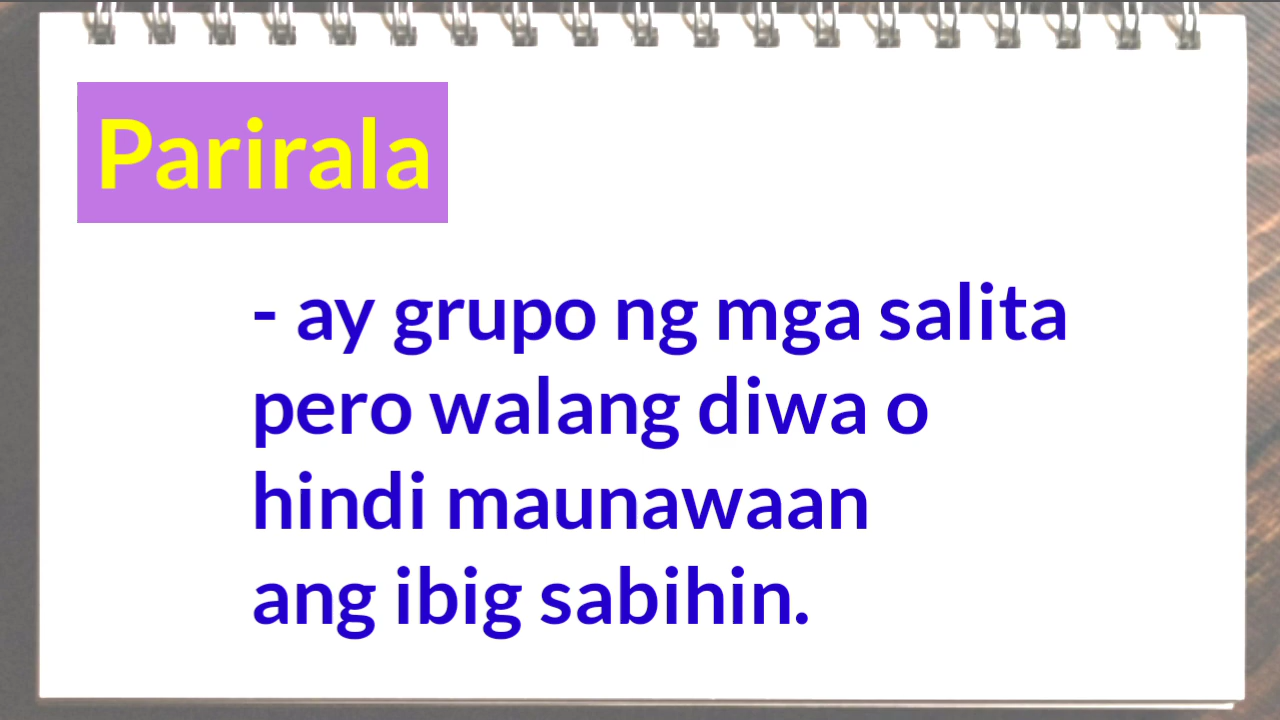 Parirala
- ay grupo ng mga salita
pero walang diwa o
hindi maunawaan
ang ibig sabihin.